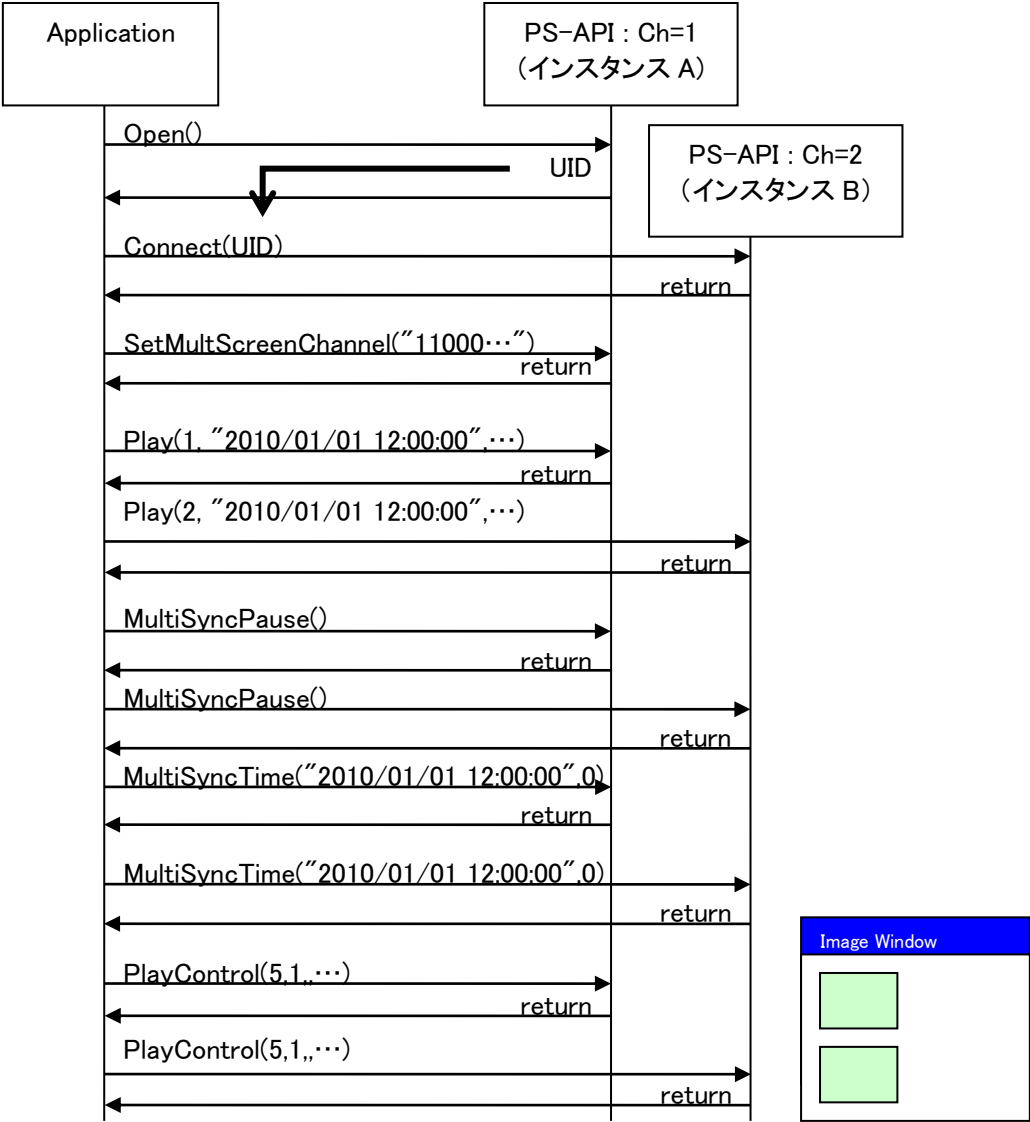 Application
PS-API : Ch=1
（インスタンス A）
Open()
PS-API : Ch=2
（インスタンス B）
UID
Connect(UID)
return
SetMultScreenChannel("11000･･･")
return
Play(1, "2010/01/01 12:00:00",･･･)
return
Play(2, "2010/01/01 12:00:00",･･･)
return
MultiSyncPause()
return
MultiSyncPause()
return
MultiSyncTime("2010/01/01 12:00:00",0)
return
MultiSyncTime("2010/01/01 12:00:00",0)
return
Image Window
PlayControl(5,1,,･･･)
return
PlayControl(5,1,,･･･)
return